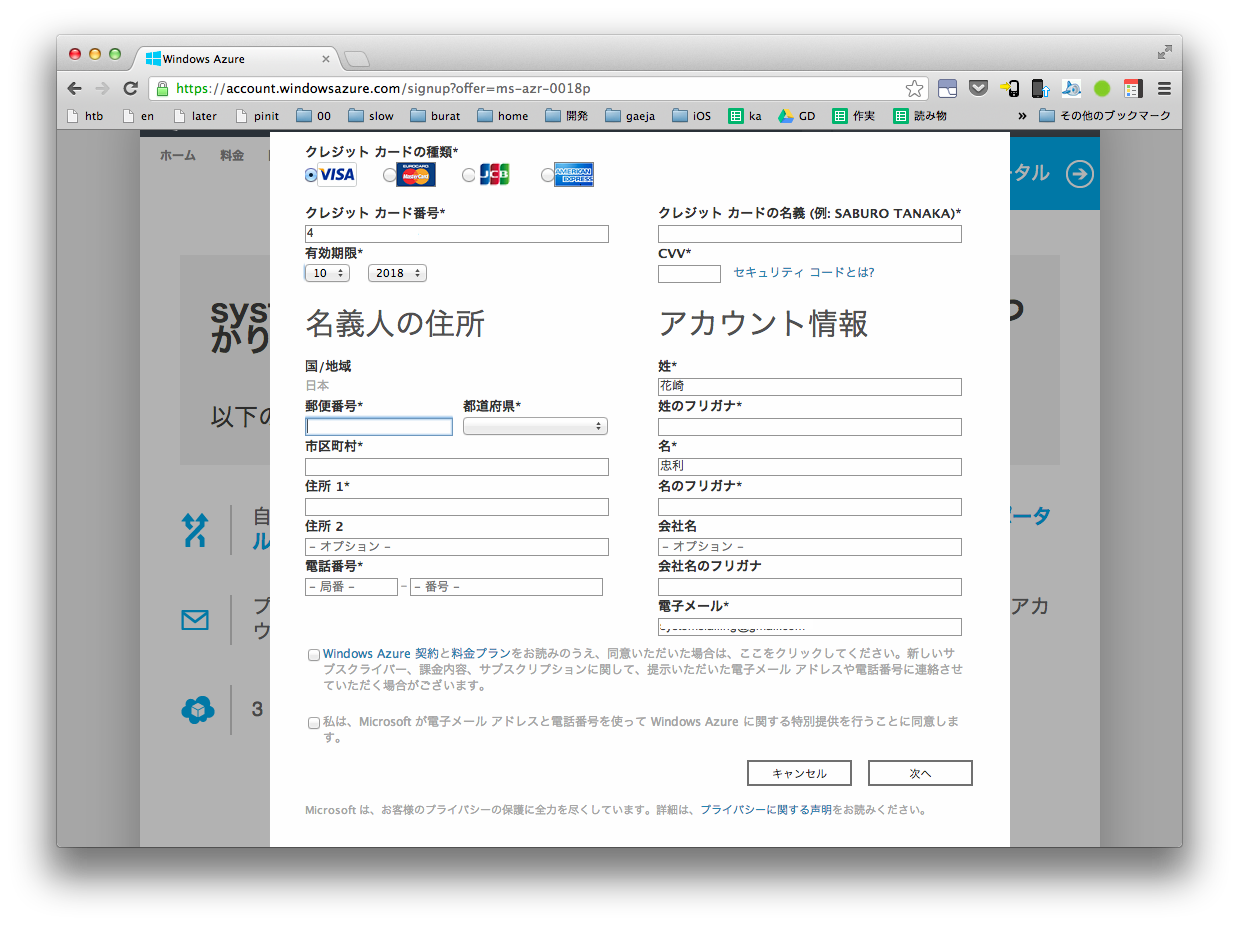 Windows Azure
https://account.windowsazure.com/signup?offer=ms-azr-0018p
htb en later pinit 00 slow burat home 開発 gaeja iOS ka GD 作実 読み物 » その他のブックマーク
ホーム 料金
タル
クレジット カードの種類*
VISA EUROCARD MasterCard JCB AMERICAN EXPRESS
クレジット カード番号* クレジット カードの名義 (例: SABURO TANAKA)*
4
有効期限* CVV*
10 2018 セキュリティ コードとは?
sys つ
がり
名義人の住所 アカウント情報
国/地域 姓*
日本 花崎
郵便番号* 都道府県* 姓のフリガナ*
以下の
市区町村* 名*
忠利
住所 1* 名のフリガナ*
自 ータ
ル
住所 2 会社名
– オプション – – オプション –
電話番号* 会社名のフリガナ
– 局番 – – – 番号 –
プ アカ
ウ
電子メール*
Windows Azure 契約と料金プランをお読みのうえ、同意いただいた場合は、ここをクリックしてください。新しいサ
ブスクライバー、課金内容、サブスクリプションに関して、提示いただいた電子メール アドレスや電話番号に連絡させ
ていただく場合がございます。
3
私は、Microsoft が電子メール アドレスと電話番号を使って Windows Azure に関する特別提供を行うことに同意しま
す。
キャンセル 次へ
Microsoft は、お客様のプライバシーの保護に全力を尽くしています。詳細は、プライバシーに関する声明をお読みください。